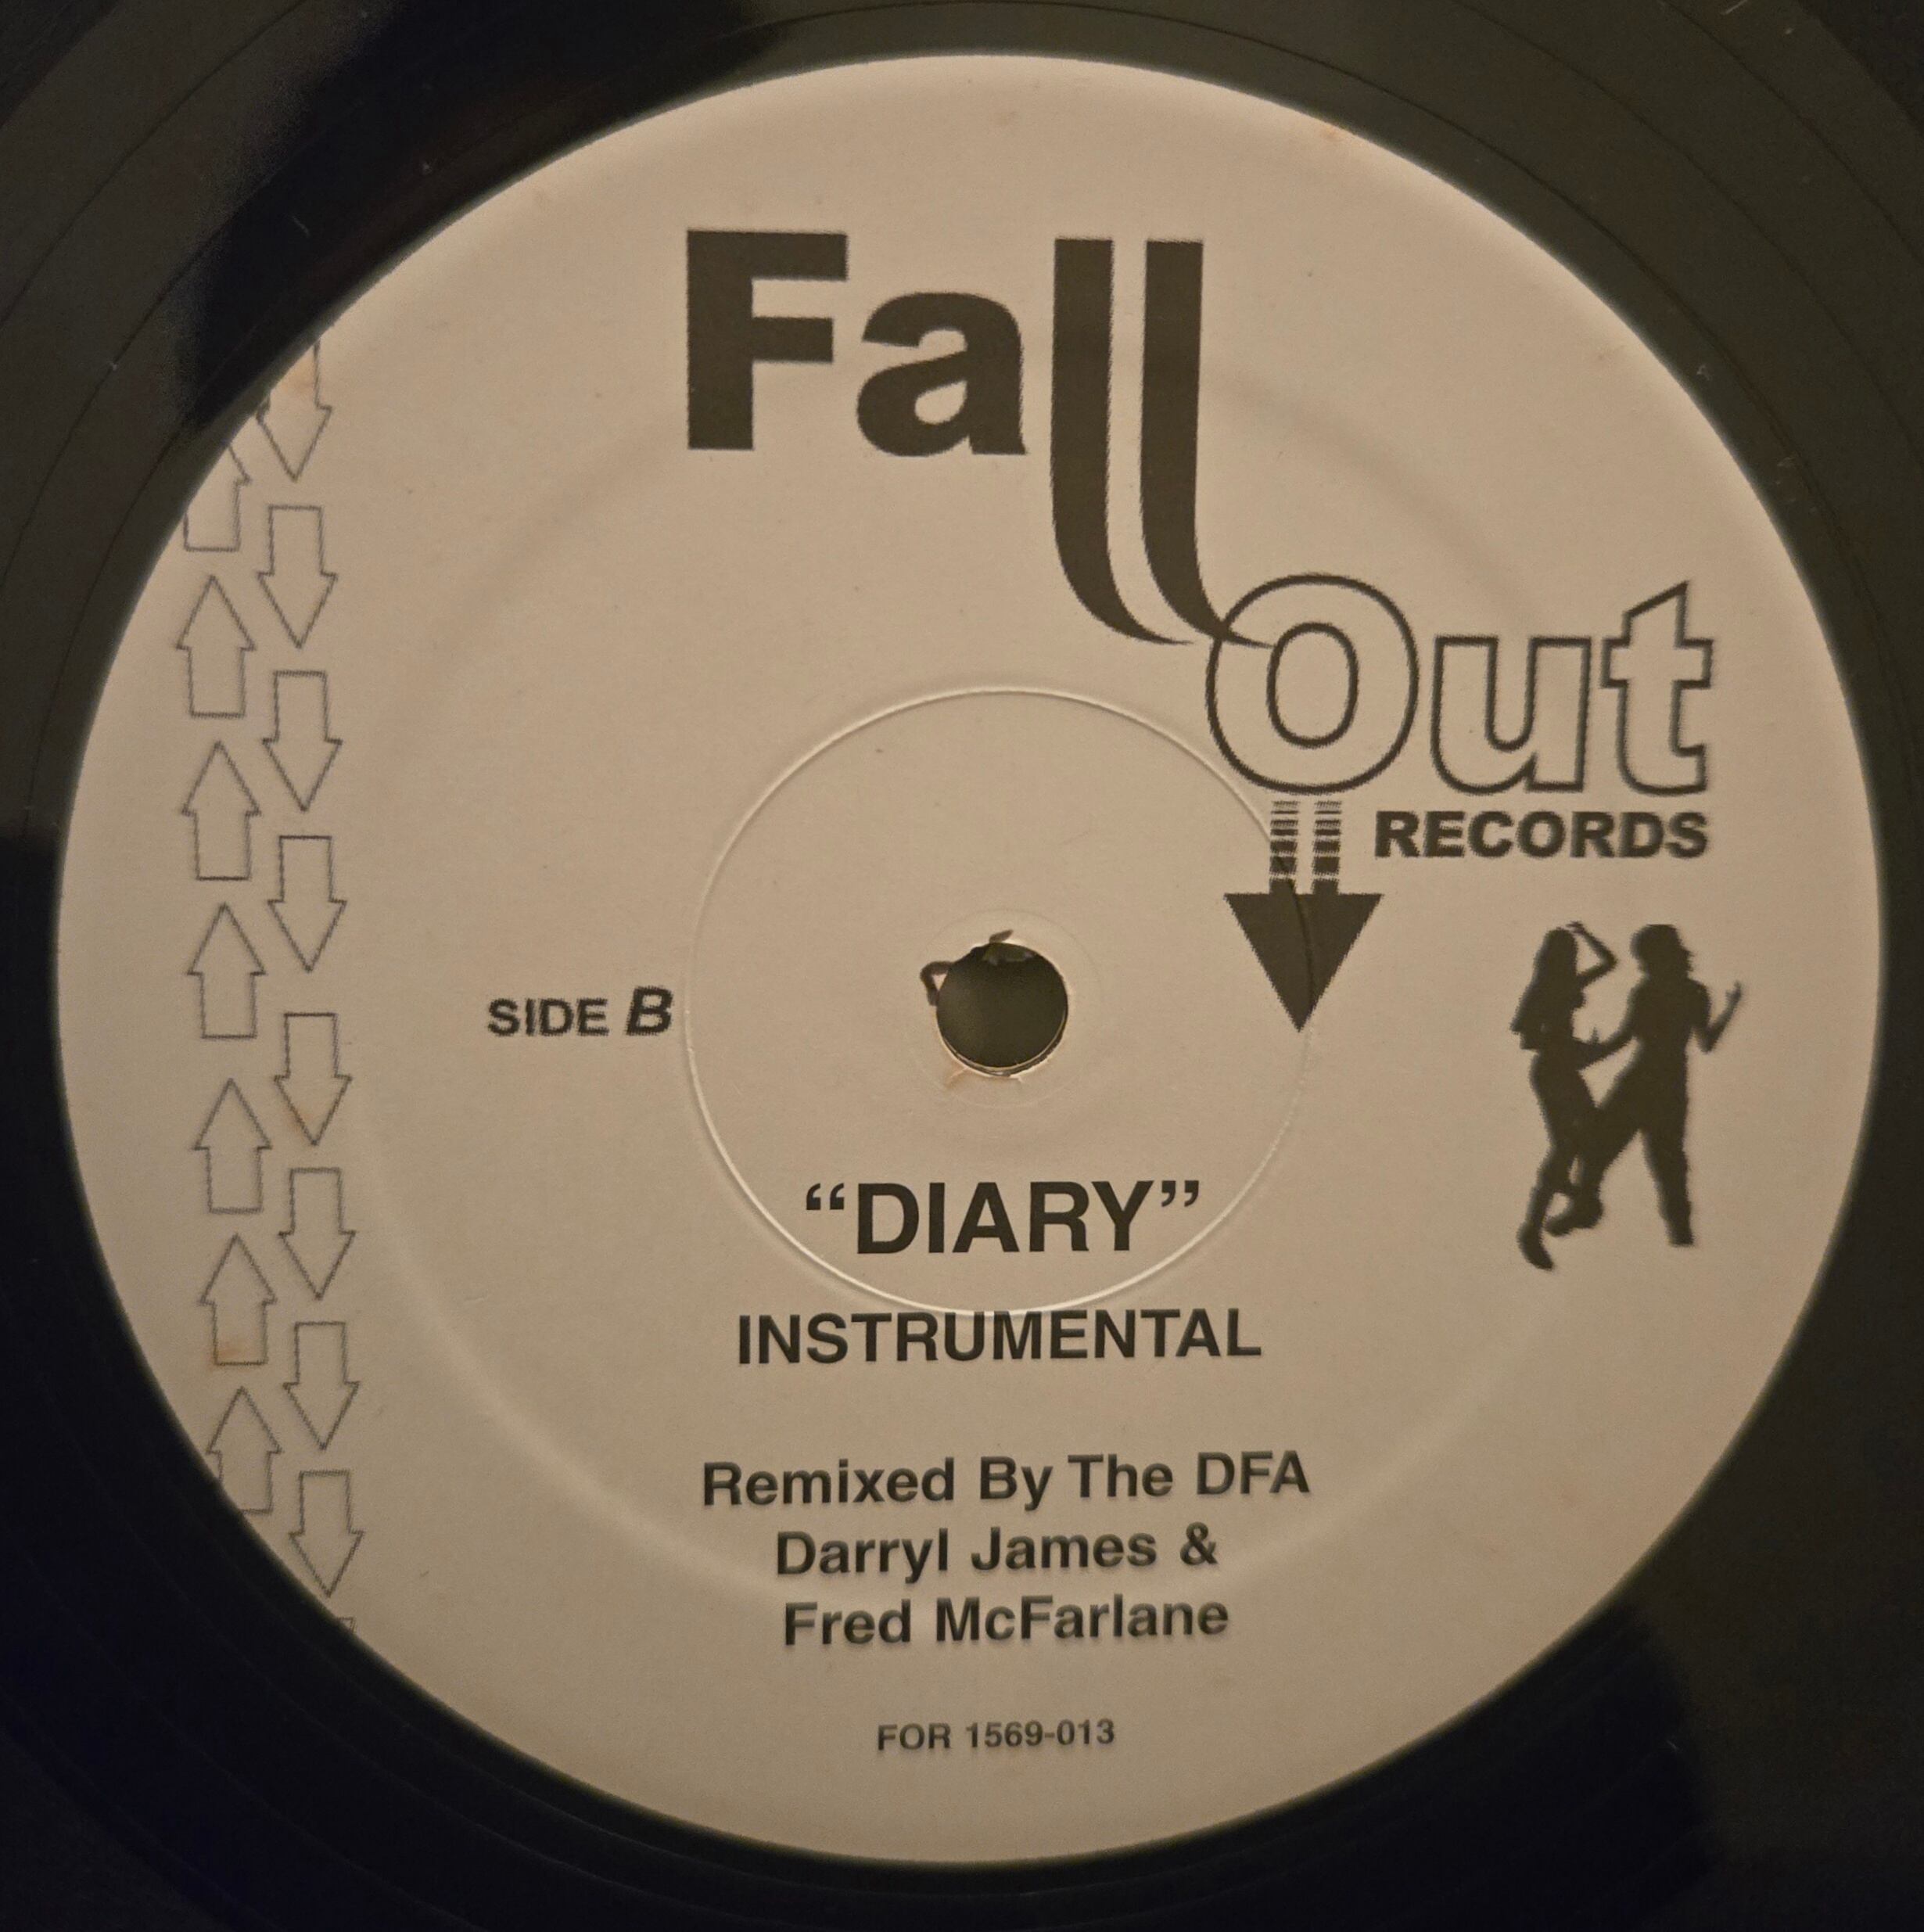 Fall
Out
RECORDS
SIDE B
“DIARY”
INSTRUMENTAL
Remixed By The DFA
Darryl James &
Fred McFarlane
FOR 1569-013